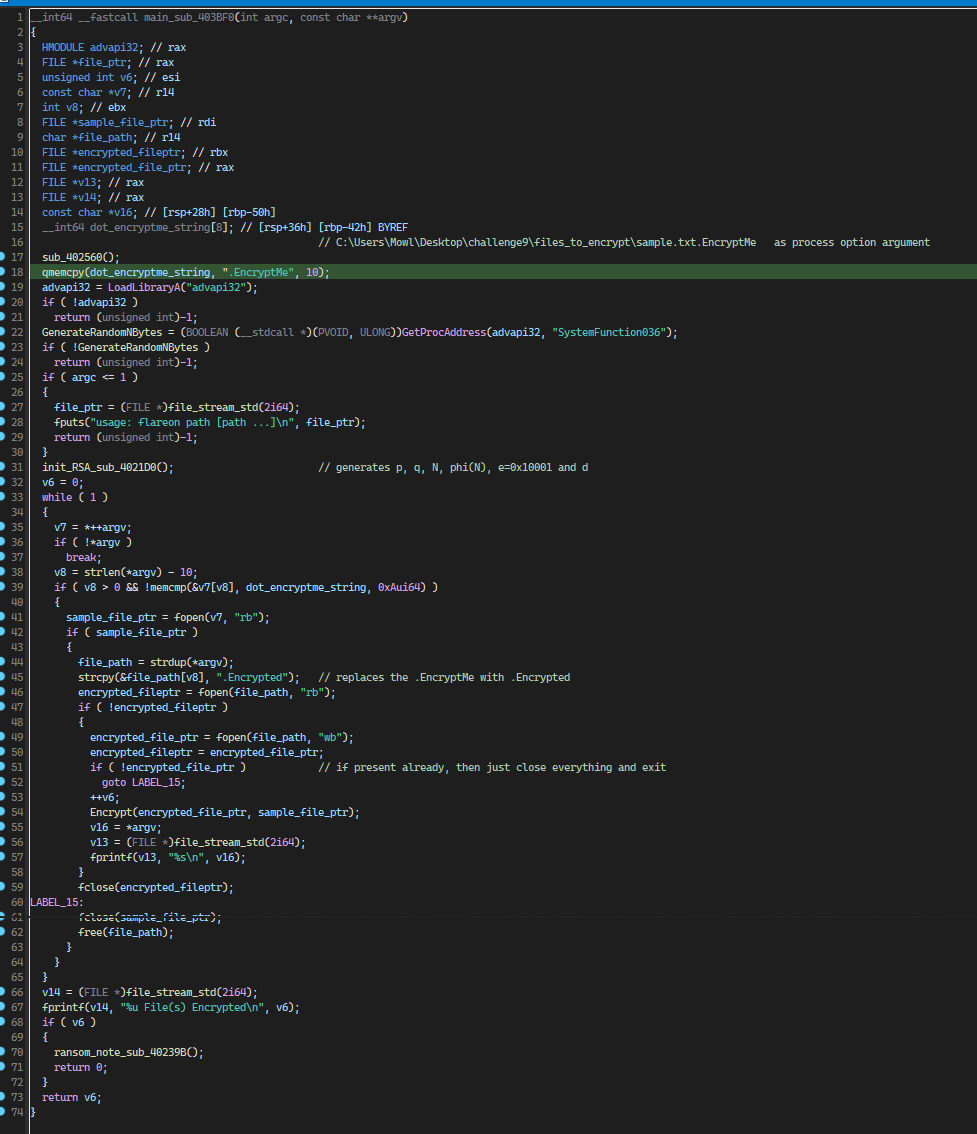 1 __int64 __fastcall main_sub_403BF0(int argc, const char **argv)
2 {
3 HMODULE advapi32; // rax
4 FILE *file_ptr; // rax
5 unsigned int v6; // esi
6 const char *v7; // r14
7 int v8; // ebx
8 FILE *sample_file_ptr; // rdi
9 char *file_path; // r14
10 FILE *encrypted_fileptr; // rbx
11 FILE *encrypted_file_ptr; // rax
12 FILE *v13; // rax
13 FILE *v14; // rax
14 const char *v16; // [rsp+28h] [rbp-50h]
15 __int64 dot_encryptme_string[8]; // [rsp+36h] [rbp-42h] BYREF
16 // C:\Users\Mowl\Desktop\challenge9\files_to_encrypt\sample.txt.EncryptMe as process option argument
17 sub_402560();
18 qmemcpy(dot_encryptme_string, ".EncryptMe", 10);
19 advapi32 = LoadLibraryA("advapi32");
20 if ( !advapi32 )
21 return (unsigned int)-1;
22 GenerateRandomNBytes = (BOOLEAN (__stdcall *)(PVOID, ULONG))GetProcAddress(advapi32, "SystemFunction036");
23 if ( !GenerateRandomNBytes )
24 return (unsigned int)-1;
25 if ( argc <= 1 )
26 {
27 file_ptr = (FILE *)file_stream_std(2i64);
28 fputs("usage: flareon path [path ...]\n", file_ptr);
29 return (unsigned int)-1;
30 }
31 init_RSA_sub_4021D0(); // generates p, q, N, phi(N), e=0x10001 and d
32 v6 = 0;
33 while ( 1 )
34 {
35 v7 = *++argv;
36 if ( !*argv )
37 break;
38 v8 = strlen(*argv) - 10;
39 if ( v8 > 0 && !memcmp(&v7[v8], dot_encryptme_string, 0xAui64) )
40 {
41 sample_file_ptr = fopen(v7, "rb");
42 if ( sample_file_ptr )
43 {
44 file_path = strdup(*argv);
45 strcpy(&file_path[v8], ".Encrypted"); // replaces the .EncryptMe with .Encrypted
46 encrypted_fileptr = fopen(file_path, "rb");
47 if ( !encrypted_fileptr )
48 {
49 encrypted_file_ptr = fopen(file_path, "wb");
50 encrypted_fileptr = encrypted_file_ptr;
51 if ( !encrypted_file_ptr ) // if present already, then just close everything and exit
52 goto LABEL_15;
53 ++v6;
54 Encrypt(encrypted_file_ptr, sample_file_ptr);
55 v16 = *argv;
56 v13 = (FILE *)file_stream_std(2i64);
57 fprintf(v13, "%s\n", v16);
58 }
59 fclose(encrypted_fileptr);
60 LABEL_15:
61 fclose(sample_file_ptr);
62 free(file_path);
63 }
64 }
65 }
66 v14 = (FILE *)file_stream_std(2i64);
67 fprintf(v14, "%u File(s) Encrypted\n", v6);
68 if ( v6 )
69 {
70 ransom_note_sub_40239B();
71 return 0;
72 }
73 return v6;
74 }